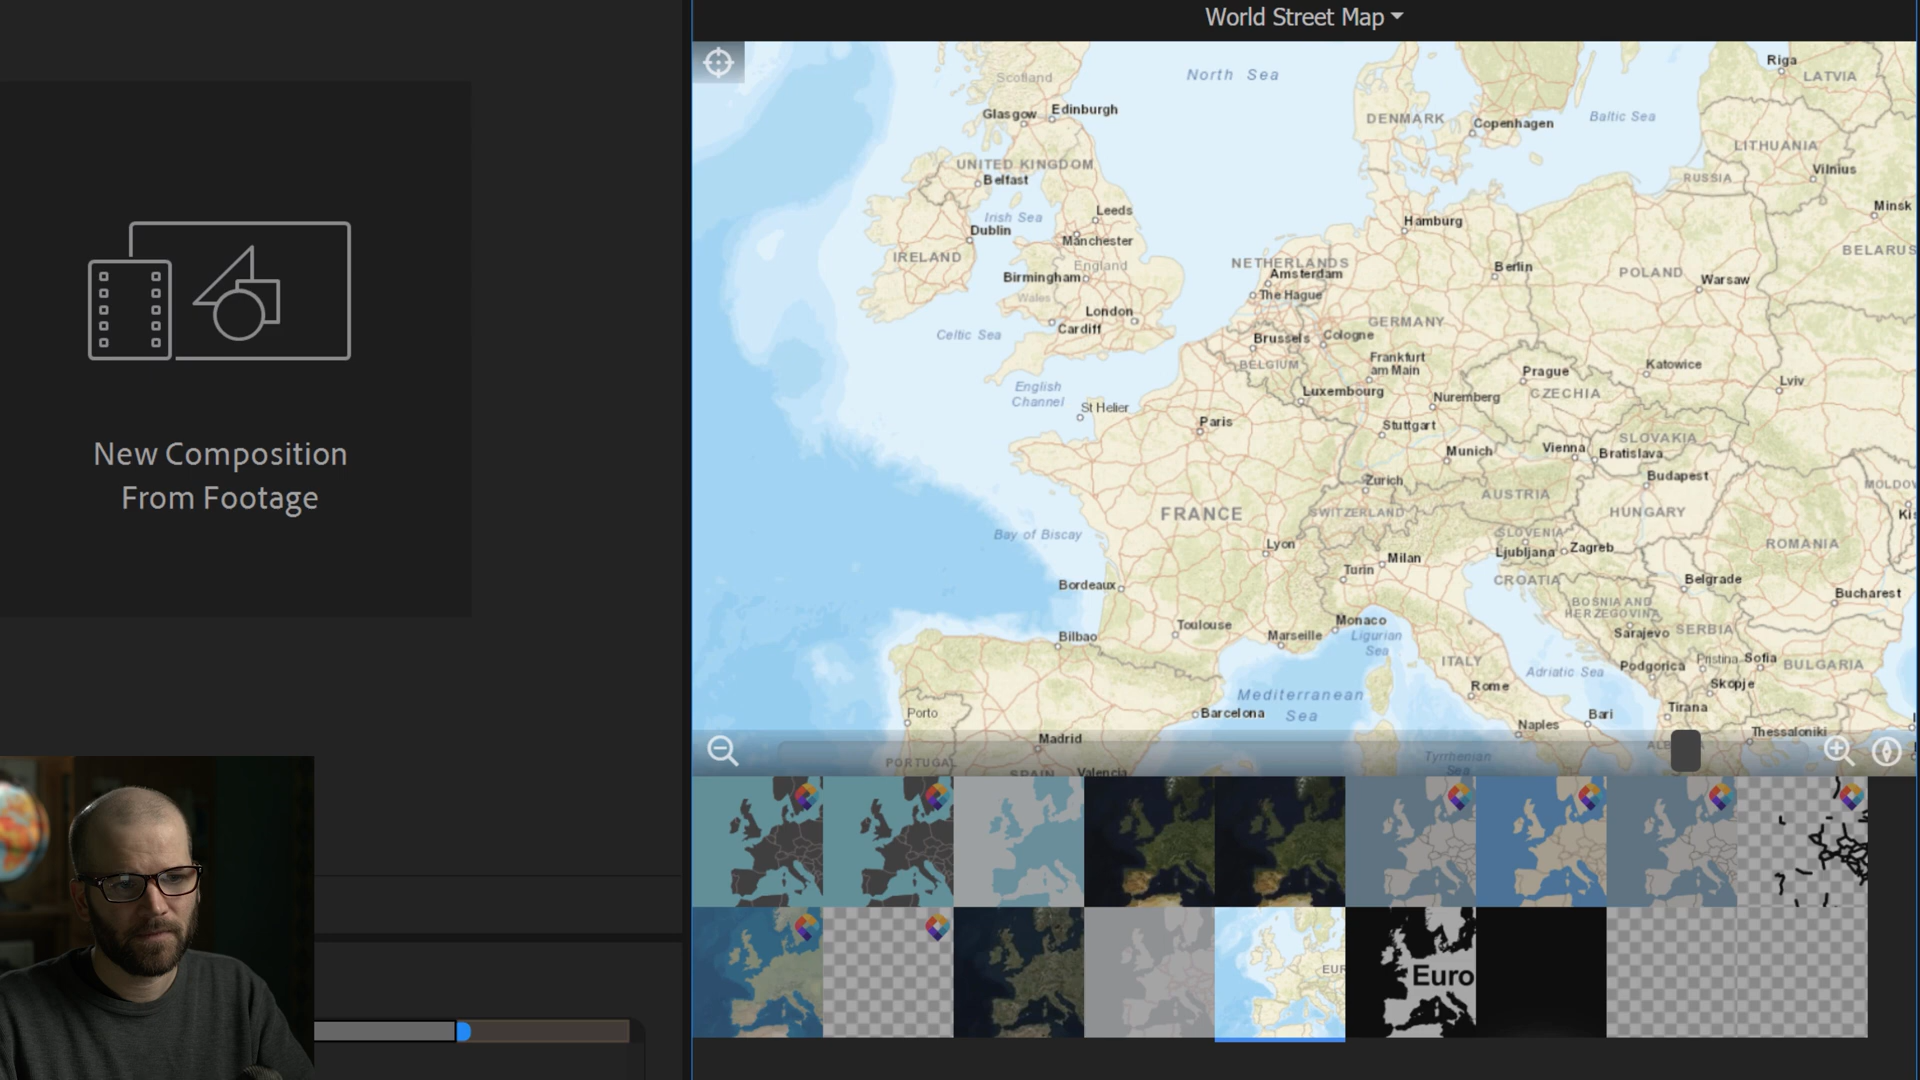 World Street Map
New Composition
From Footage
Scotland
North Sea
Riga
LATVIA
Glasgow
Edinburgh
DENMARK
Copenhagen
Baltic Sea
LITHUANIA
UNITED KINGDOM
Belfast
RUSSIA
Vilnius
Irish Sea
Leeds
Minsk
Dublin
Manchester
Hamburg
IRELAND
England
NETHERLANDS
BELARUS
Birmingham
Amsterdam
Berlin
POLAND
Warsaw
Wales
The Hague
London
Cardiff
GERMANY
Celtic Sea
Brussels
Cologne
BELGIUM
Frankfurt
am Main
Prague
Katowice
Lviv
English
Channel
Luxembourg
Nuremberg
CZECHIA
St Helier
Paris
Stuttgart
SLOVAKIA
Munich
Vienna
Bratislava
Zurich
Budapest
MOLDOV
AUSTRIA
FRANCE
SWITZERLAND
HUNGARY
Ki
Bay of Biscay
SLOVENIA
Lyon
Milan
Ljubljana
Zagreb
ROMANIA
Turin
CROATIA
Belgrade
Bordeaux
BOSNIA AND
HERZEGOVINA
Bucharest
Toulouse
Monaco
Marseille
Ligurian
Sea
Sarajevo
SERBIA
Bilbao
ITALY
Adriatic Sea
Podgorica
Pristina
Sofia
BULGARIA
Rome
Skopje
Mediterranean
Sea
Porto
Barcelona
Naples
Bari
Tirana
Madrid
Thessaloniki
PORTUGAL
Tyrrhenian
Sea
ALB
SPAIN
Valencia
EUR
Euro